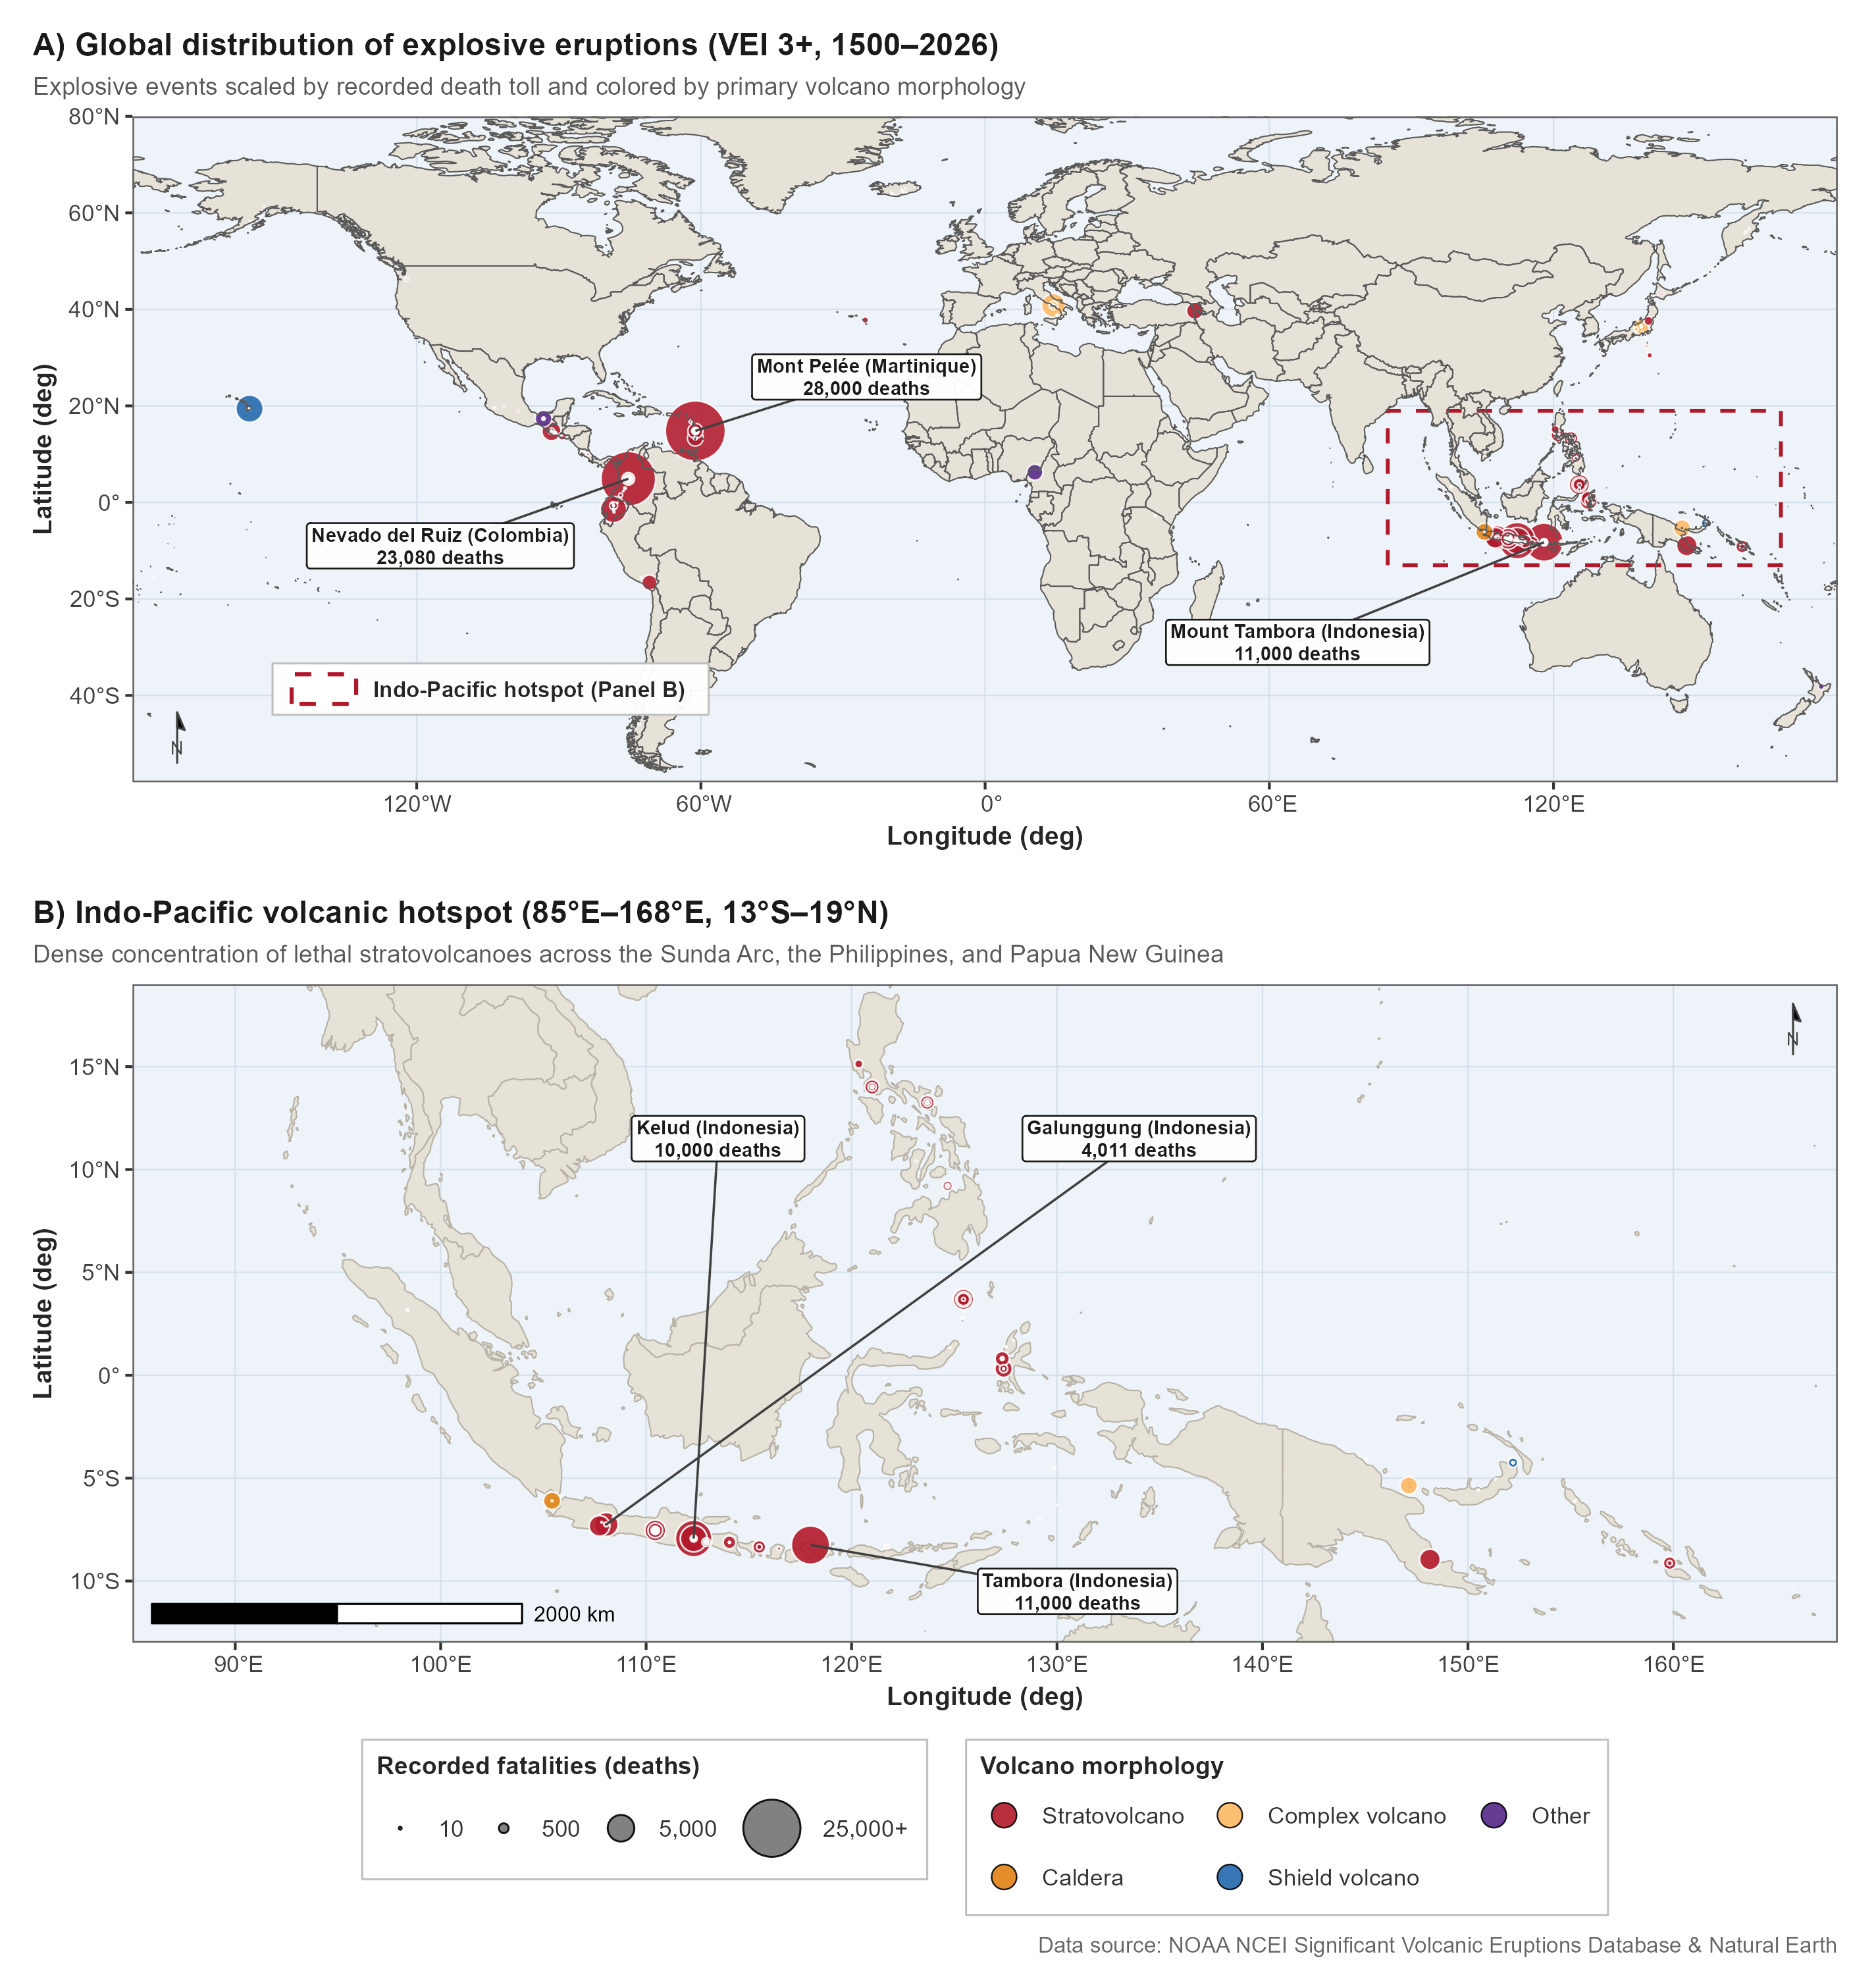 A) Global distribution of explosive eruptions (VEI 3+, 1500–2026)
Explosive events scaled by recorded death toll and colored by primary volcano morphology
80°N
60°N
40°N
20°N
0°
20°S
40°S
Latitude (deg)
Mont Pelée (Martinique)
28,000 deaths
Nevado del Ruiz (Colombia)
23,080 deaths
Mount Tambora (Indonesia)
11,000 deaths
Indo-Pacific hotspot (Panel B)
N
120°W
60°W
0°
60°E
120°E
Longitude (deg)
B) Indo-Pacific volcanic hotspot (85°E–168°E, 13°S–19°N)
Dense concentration of lethal stratovolcanoes across the Sunda Arc, the Philippines, and Papua New Guinea
15°N
10°N
5°N
0°
5°S
10°S
Latitude (deg)
N
Kelud (Indonesia)
10,000 deaths
Galunggung (Indonesia)
4,011 deaths
Tambora (Indonesia)
11,000 deaths
2000 km
90°E
100°E
110°E
120°E
130°E
140°E
150°E
160°E
Longitude (deg)
Recorded fatalities (deaths)
10
500
5,000
25,000+
Volcano morphology
Stratovolcano
Complex volcano
Other
Caldera
Shield volcano
Data source: NOAA NCEI Significant Volcanic Eruptions Database & Natural Earth